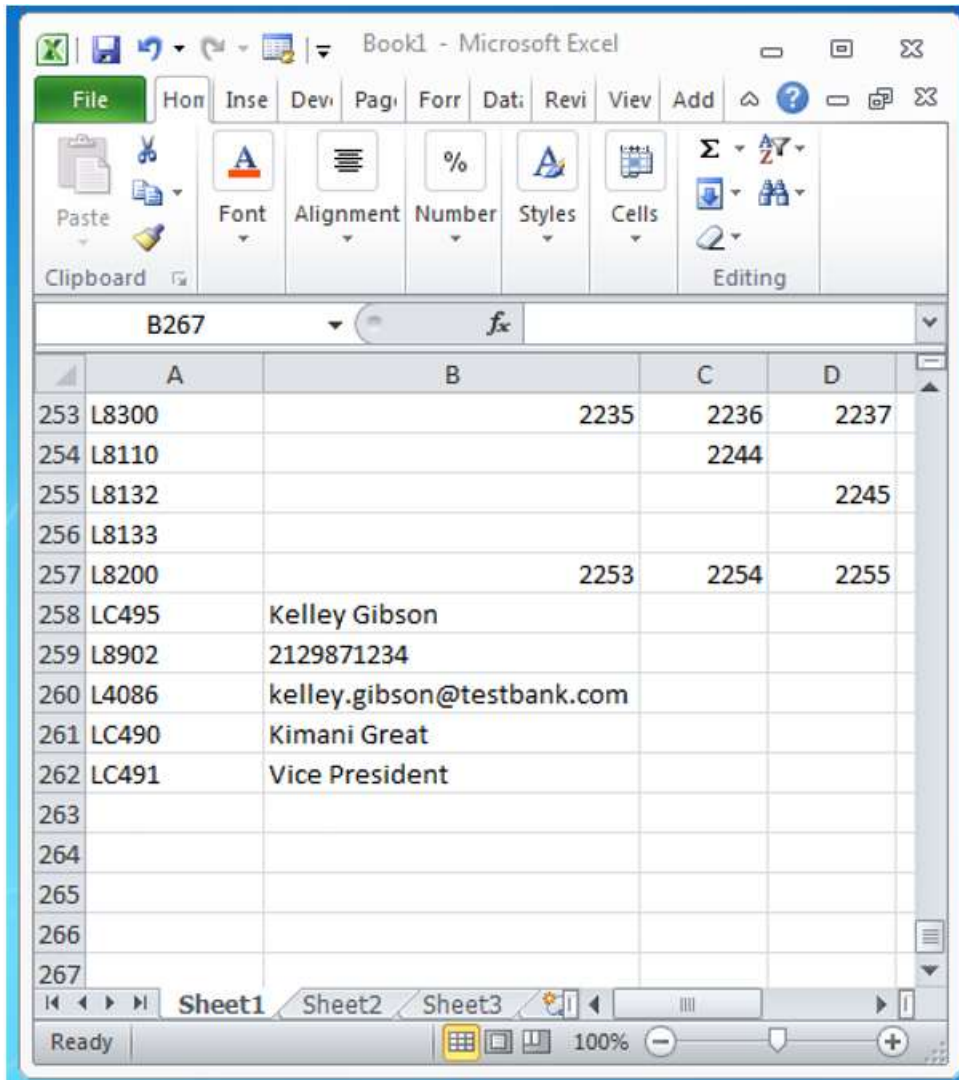 Book1 - Microsoft Excel
File Hon Inse Dev Pag Forr Dat Revi Viev Add
Paste Font Alignment Number Styles Cells
Clipboard Editing
B267 fx
A B C D
253 L8300 2235 2236 2237
254 L8110 2244
255 L8132 2245
256 L8133
257 L8200 2253 2254 2255
258 LC495 Kelley Gibson
259 L8902 2129871234
260 L4086 kelley.gibson@testbank.com
261 LC490 Kimani Great
262 LC491 Vice President
263
264
265
266
267
Sheet1 Sheet2 Sheet3
Ready 100%